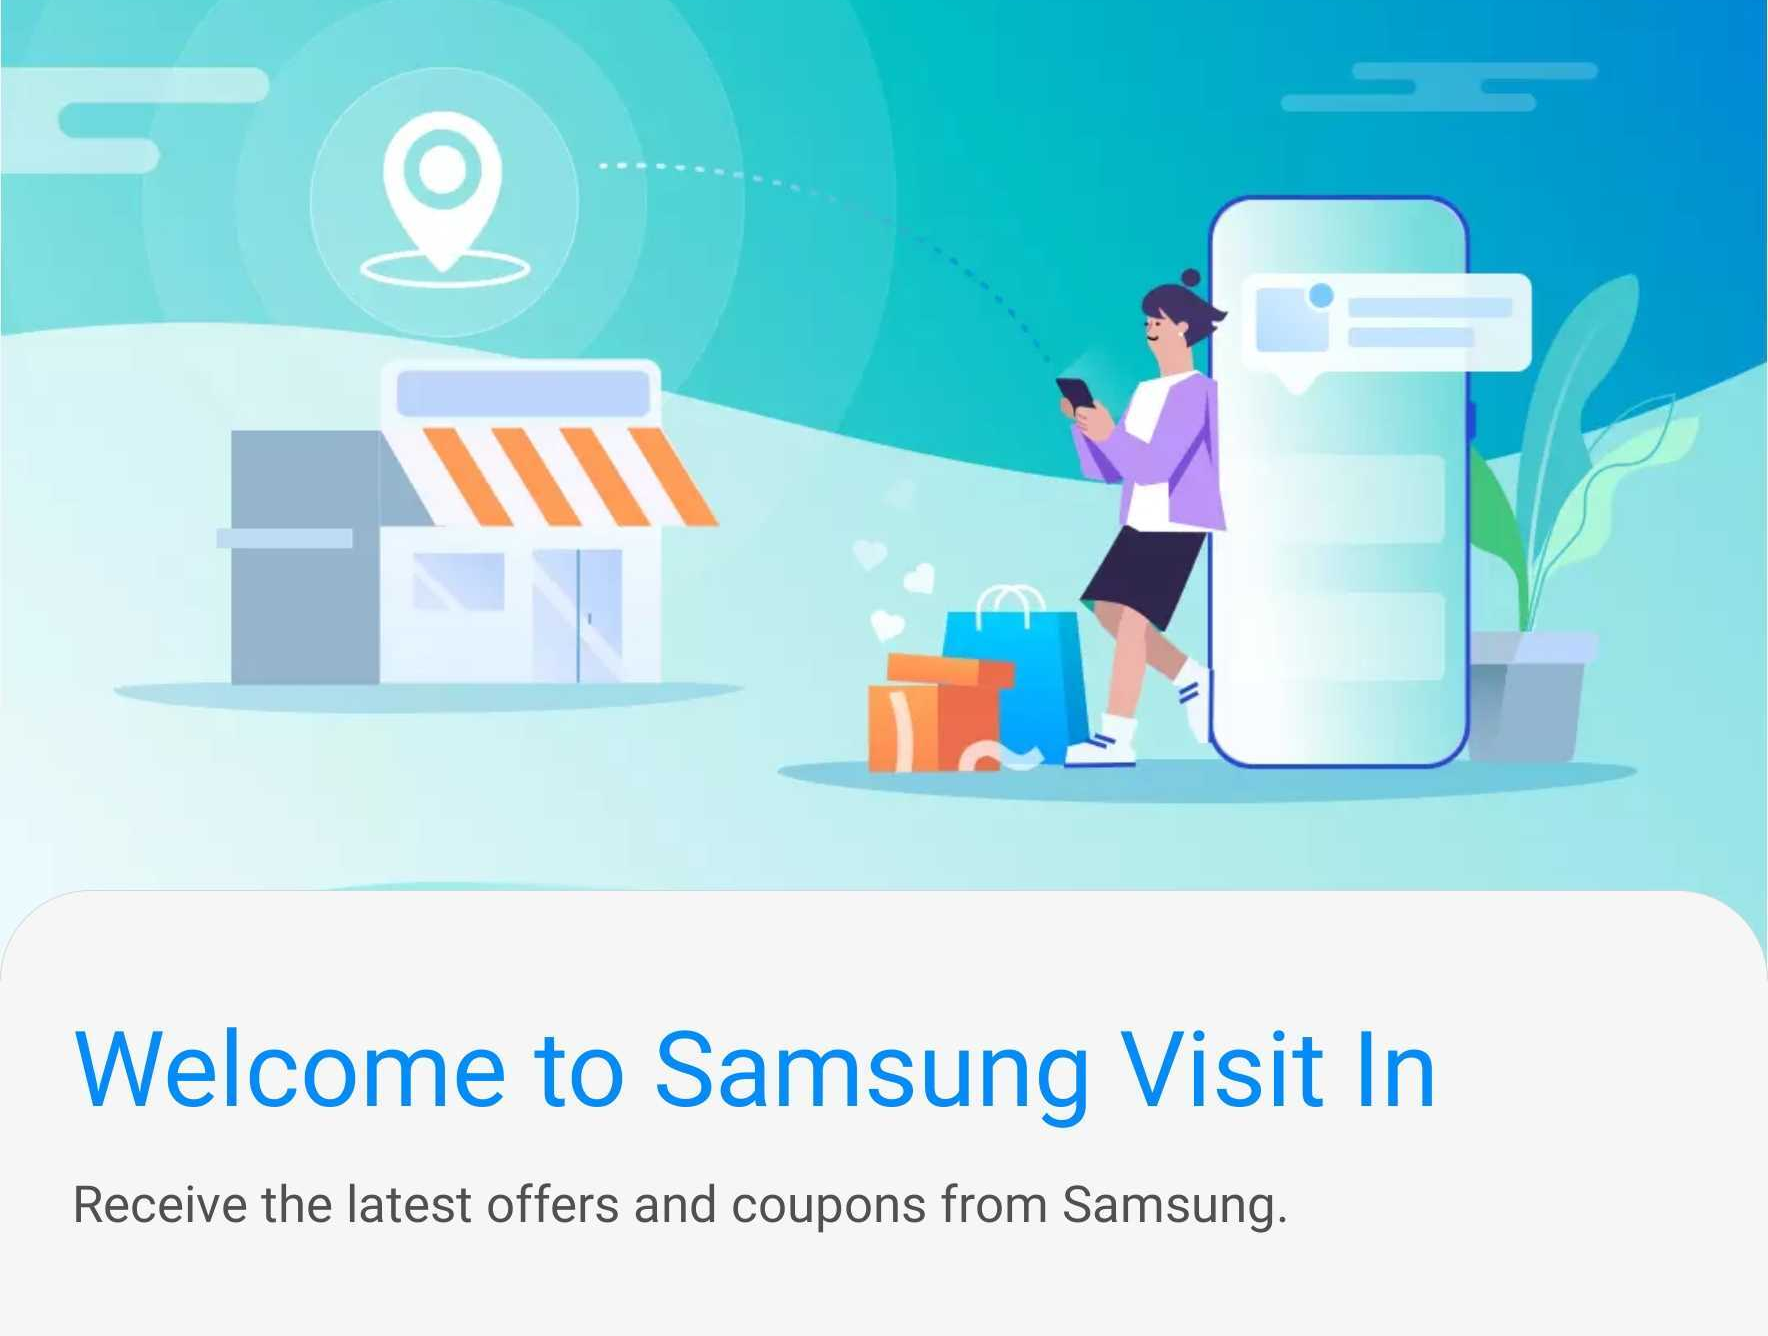 Welcome to Samsung Visit In
Receive the latest offers and coupons from Samsung.